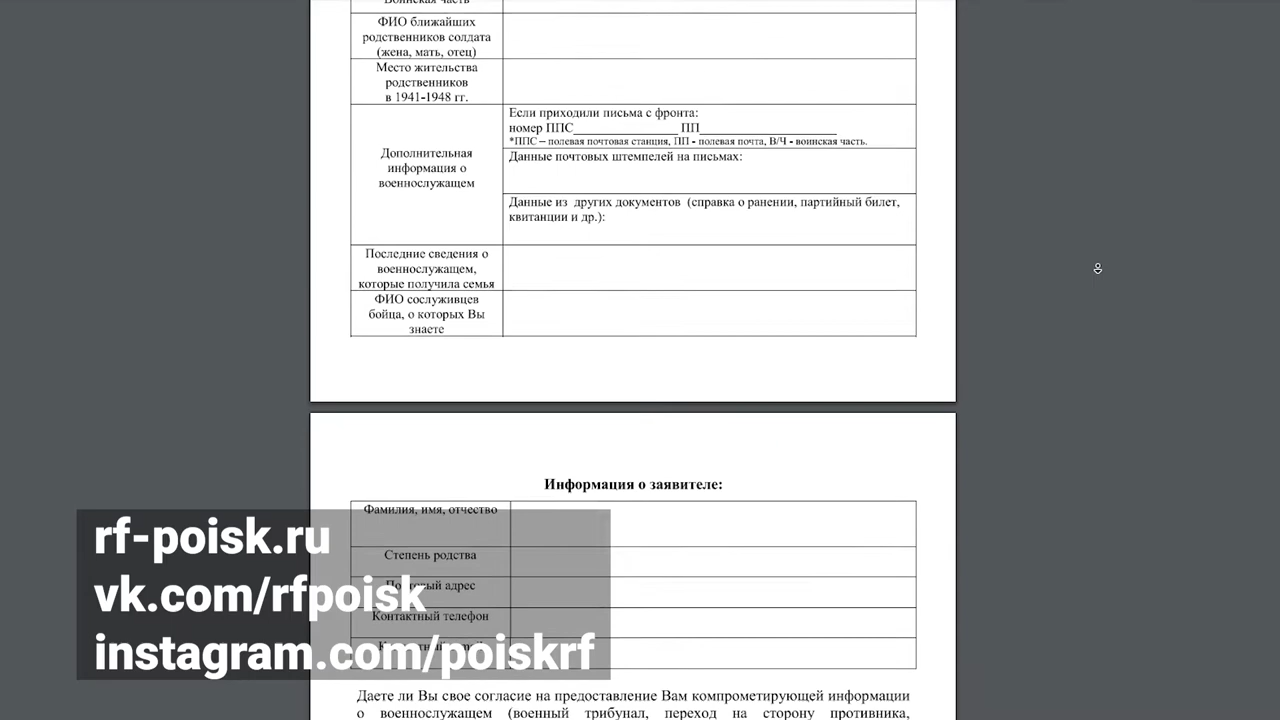 Воинская часть
ФИО ближайших
родственников солдата
(жена, мать, отец)
Место жительства
родственников
в 1941-1948 гг.
Дополнительная
информация о
военнослужащем
Если приходили письма с фронта:
номер ППС__________________ ПП________________________
*ППС – полевая почтовая станция, ПП - полевая почта, В/Ч - воинская часть.
Данные почтовых штемпелей на письмах:
Данные из других документов (справка о ранении, партийный билет,
квитанции и др.):
Последние сведения о
военнослужащем,
которые получила семья
ФИО сослуживцев
бойца, о которых Вы
знаете
Информация о заявителе:
Фамилия, имя, отчество
Степень родства
Почтовый адрес
Контактный телефон
rf-poisk.ru
vk.com/rfpoisk
instagram.com/poiskrf
Даете ли Вы свое согласие на предоставление Вам компрометирующей информации
о военнослужащем (военный трибунал, переход на сторону противника,